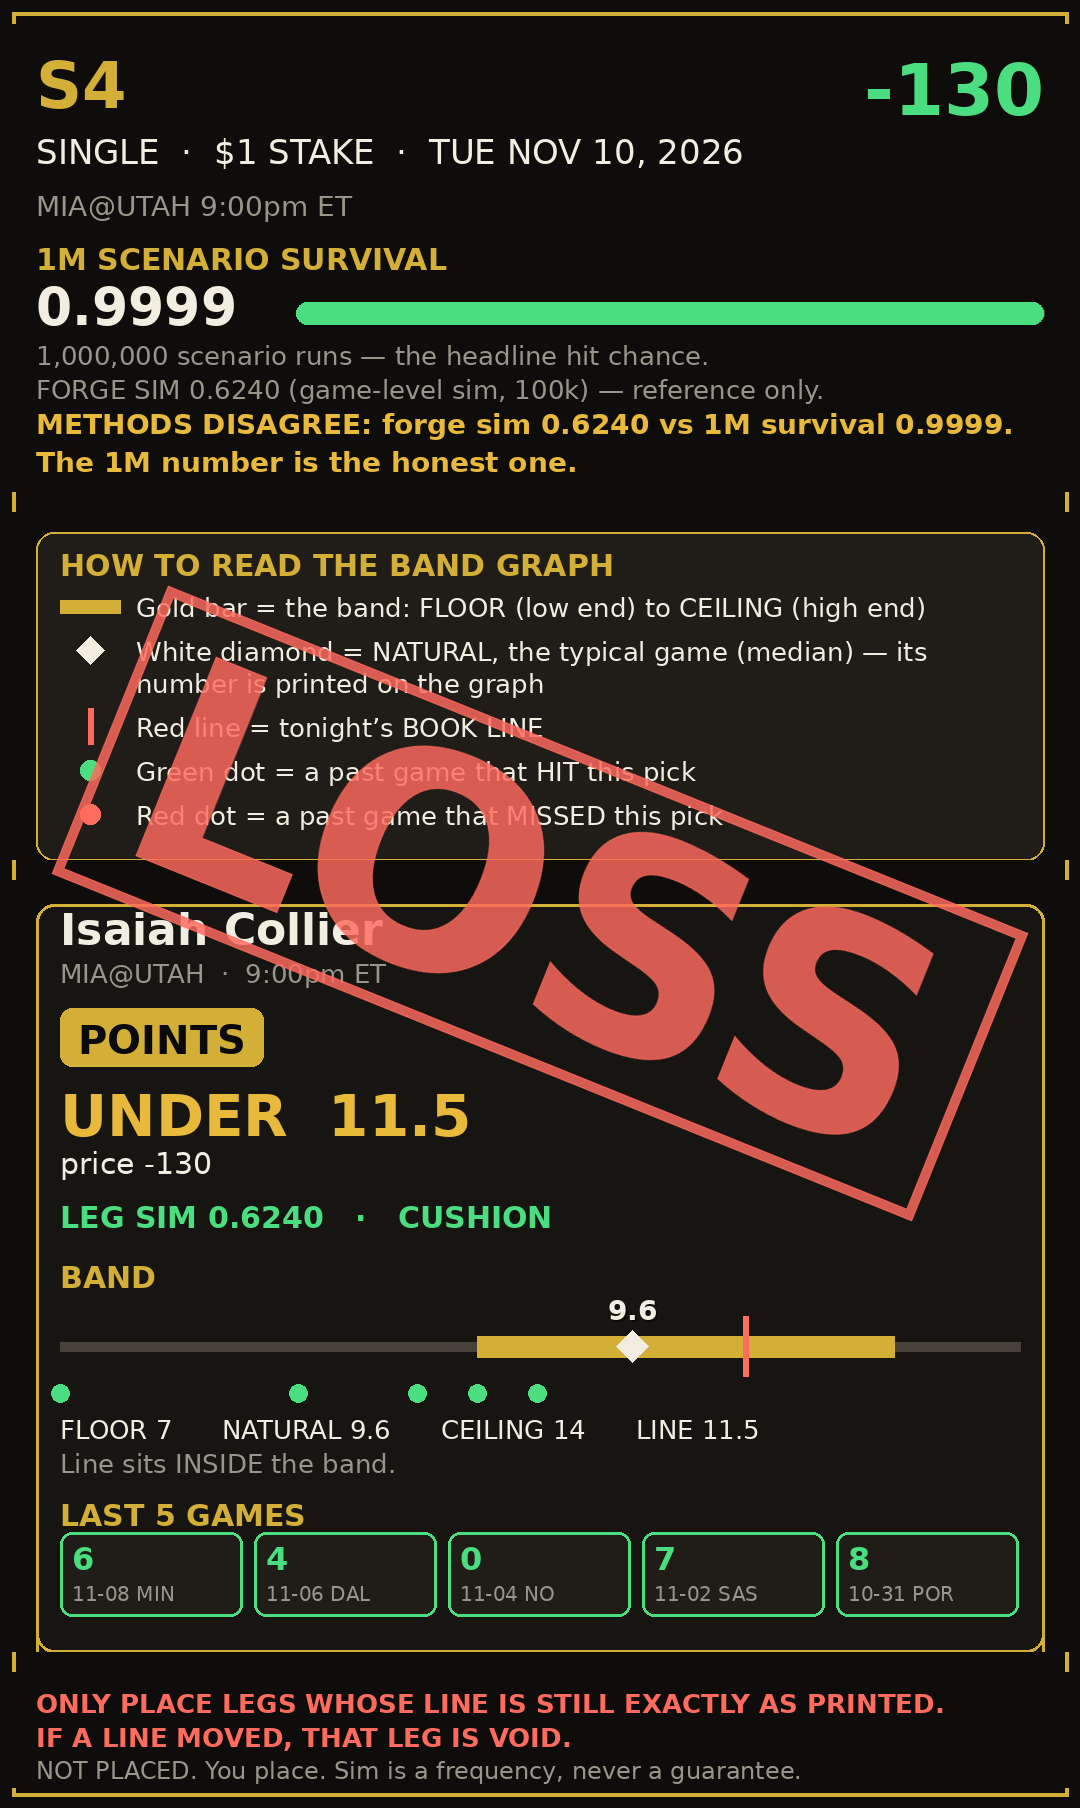 S4
-130
SINGLE · $1 STAKE · TUE NOV 10, 2026
MIA@UTAH 9:00pm ET
1M SCENARIO SURVIVAL
0.9999
1,000,000 scenario runs — the headline hit chance.
FORGE SIM 0.6240 (game-level sim, 100k) — reference only.
METHODS DISAGREE: forge sim 0.6240 vs 1M survival 0.9999.
The 1M number is the honest one.
HOW TO READ THE BAND GRAPH
Gold bar = the band: FLOOR (low end) to CEILING (high end)
White diamond = NATURAL, the typical game (median) — its
number is printed on the graph
Red line = tonight’s BOOK LINE
Green dot = a past game that HIT this pick
Red dot = a past game that MISSED this pick
LOSS
Isaiah Collier
MIA@UTAH · 9:00pm ET
POINTS
UNDER 11.5
price -130
LEG SIM 0.6240 · CUSHION
BAND
9.6
FLOOR 7 NATURAL 9.6 CEILING 14 LINE 11.5
Line sits INSIDE the band.
LAST 5 GAMES
6 4 0 7 8
11-08 MIN 11-06 DAL 11-04 NO 11-02 SAS 10-31 POR
ONLY PLACE LEGS WHOSE LINE IS STILL EXACTLY AS PRINTED.
IF A LINE MOVED, THAT LEG IS VOID.
NOT PLACED. You place. Sim is a frequency, never a guarantee.